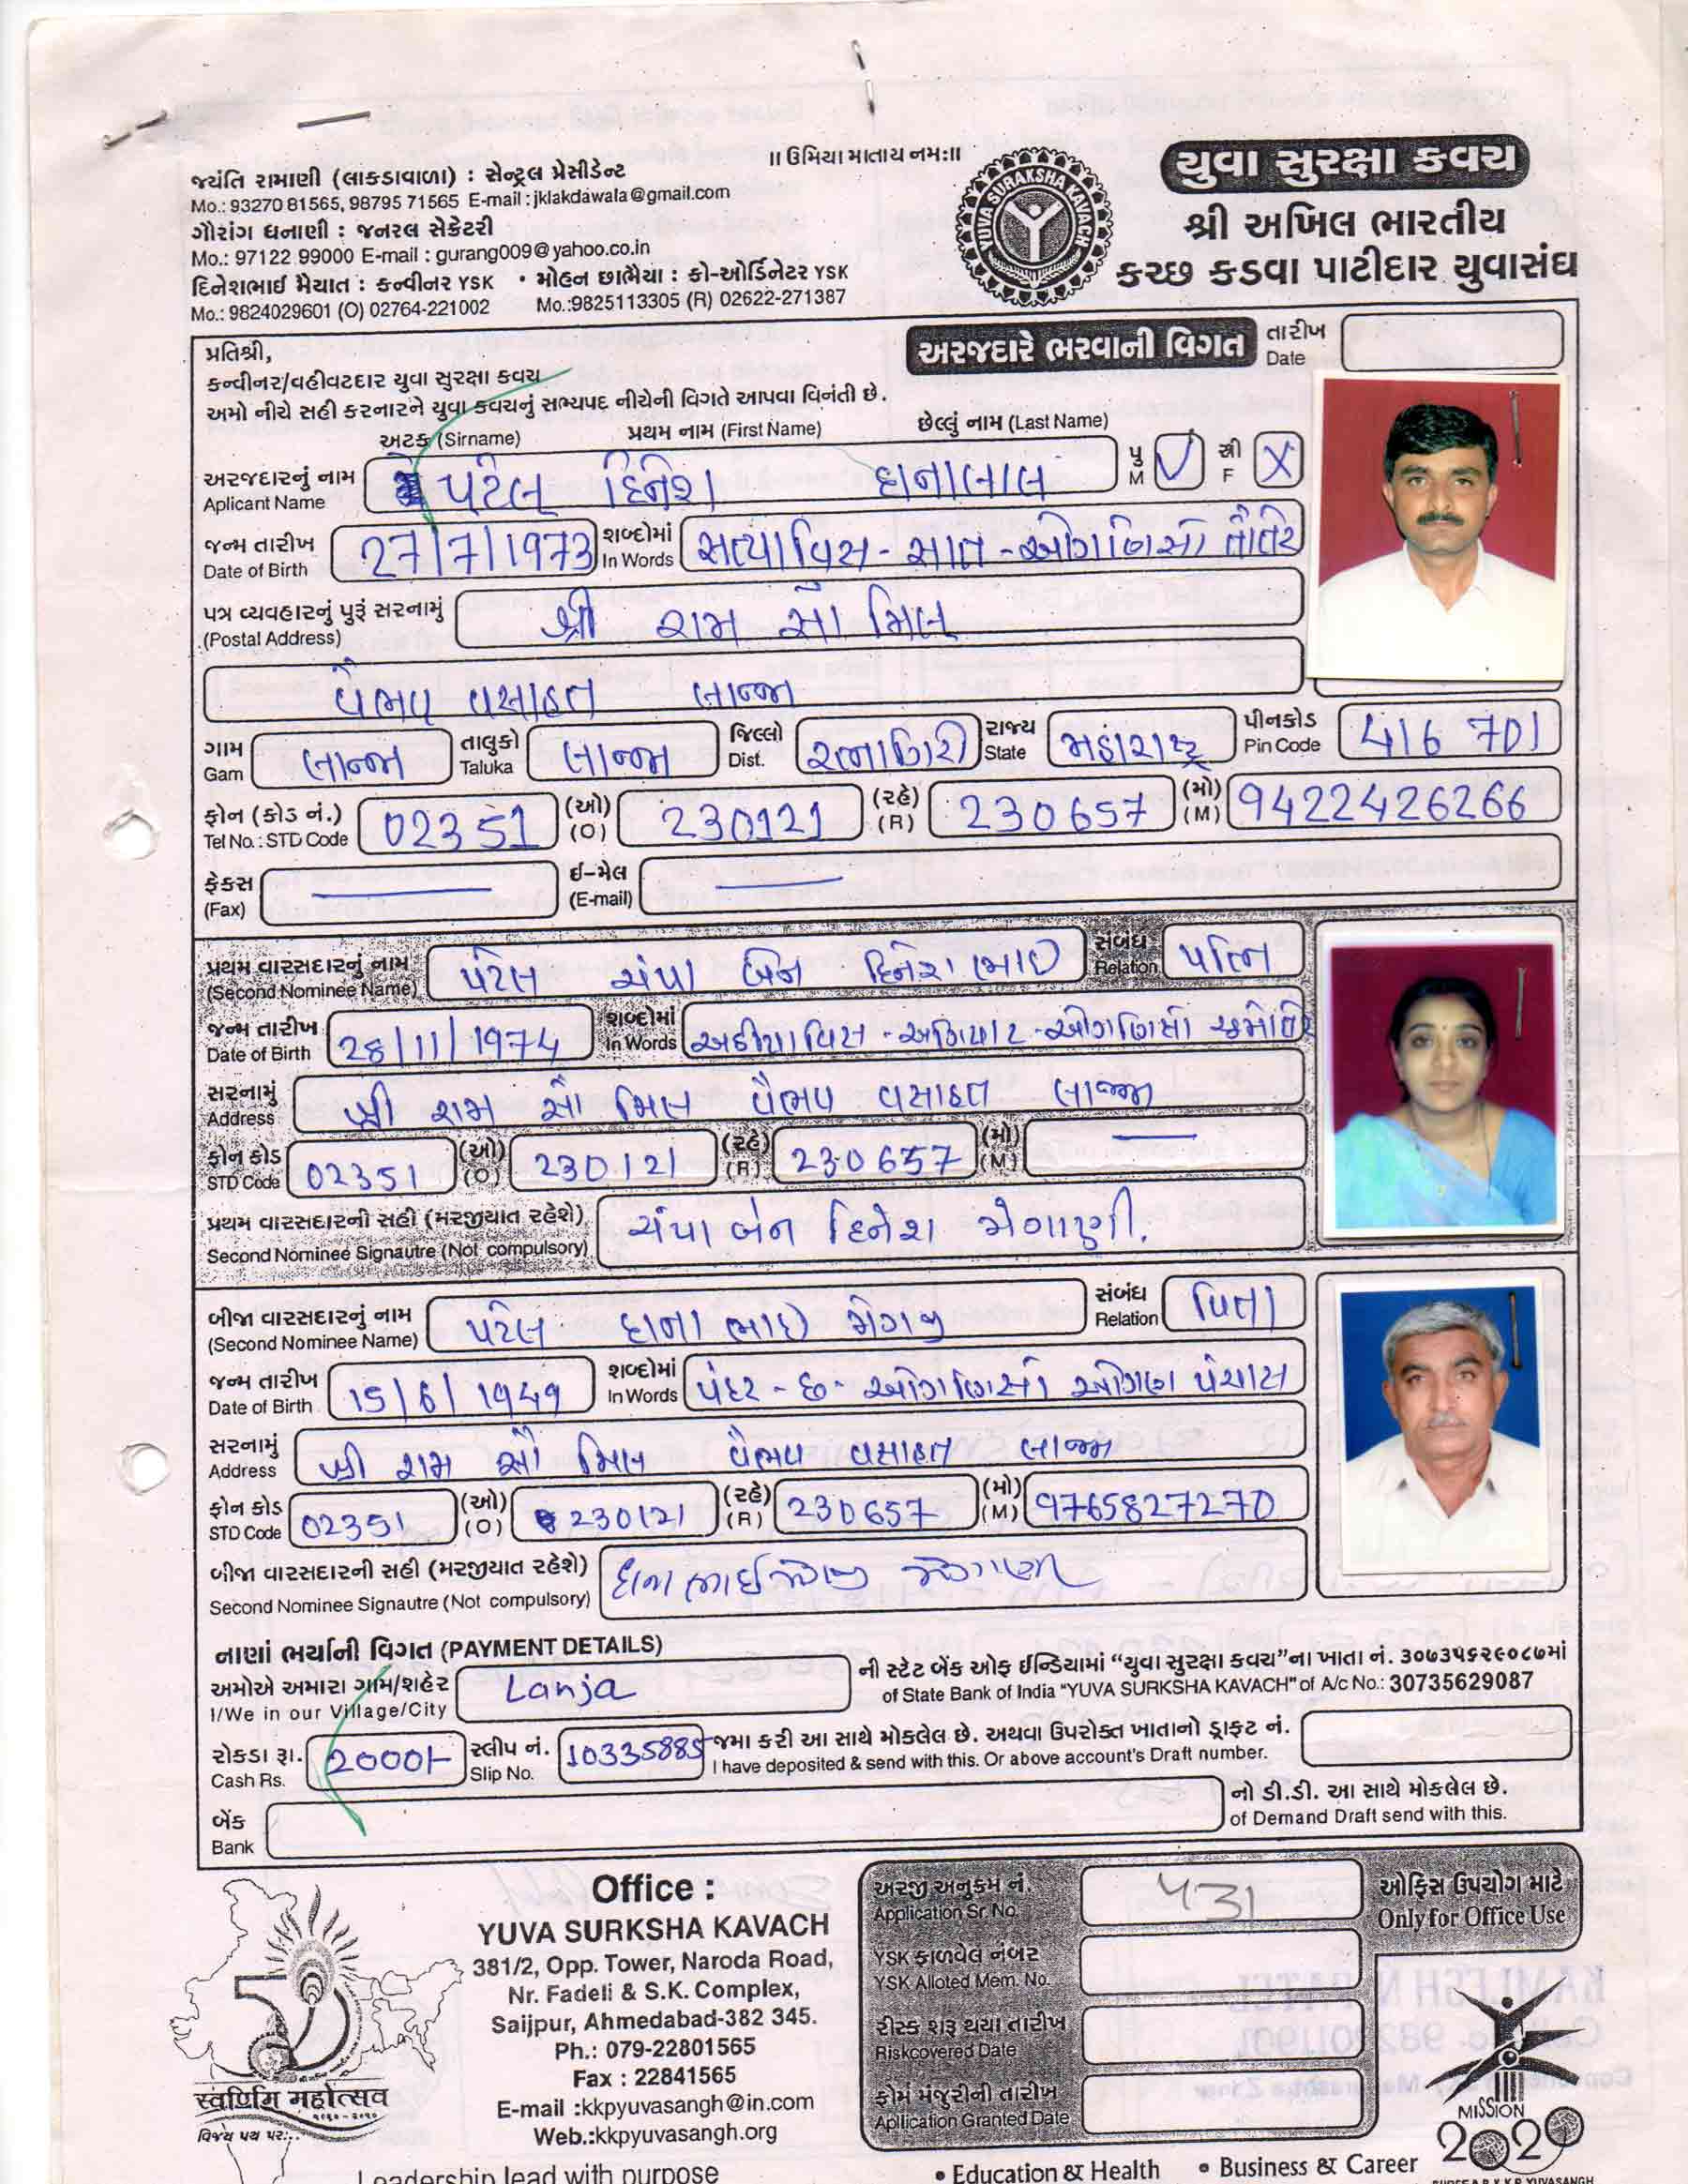 ॥ ઉમિયા માતાય નમ:॥
જયંતિ રામાણી (લાકડાવાળા) : સેન્ટ્રલ પ્રેસીડેન્ટ
Mo.: 93270 81565, 98795 71565 E-mail : jklakdawala@gmail.com
ગૌરાંગ ધનાણી : જનરલ સેક્રેટરી
Mo.: 97122 99000 E-mail : gurang009@yahoo.co.in
દિનેશભાઈ મૈયાત : કન્વીનર YSK • મોહન છાભૈયા : કો-ઓર્ડિનેટર YSK
Mo.: 9824029601 (O) 02764-221002 Mo.:9825113305 (R) 02622-271387
YUVA SURAKSHA KAVACH
યુવા સુરક્ષા કવચ
શ્રી અખિલ ભારતીય
કચ્છ કડવા પાટીદાર યુવાસંઘ
અરજદારે ભરવાની વિગત
તારીખ
Date
પ્રતિશ્રી,
કન્વીનર/વહીવટદાર યુવા સુરક્ષા કવચ
અમો નીચે સહી કરનારને યુવા કવચનું સભ્યપદ નીચેની વિગતે આપવા વિનંતી છે.
અટક (Sirname) પ્રથમ નામ (First Name) છેલ્લું નામ (Last Name)
અરજદારનું નામ પટેલ દિનેશ ધનાલાલ પુ ✓ સ્ત્રી X
Aplicant Name M F
જન્મ તારીખ 27/7/1973 શબ્દોમાં સત્યાવિસ - સાત - ઓગણિસો તોતેર
Date of Birth In Words
પત્ર વ્યવહારનું પુરૂં સરનામું શ્રી રામ સૉ મિલ
(Postal Address)
વૈભવ વસાહત લાન્જા
ગામ લાન્જા તાલુકો લાન્જા જિલ્લો રત્નાગિરી રાજ્ય મહારાષ્ટ્ર પીનકોડ 416 701
Gam Taluka Dist. State Pin Code
ફોન (કોડ નં.) 02351 (ઓ) 230121 (રહે) 230657 (મો) 9422426266
Tel No. : STD Code (O) (R) (M)
ફેકસ ઈ-મેલ
(Fax) (E-mail)
પ્રથમ વારસદારનું નામ પટેલ ચંપા બેન દિનેશ ભાઇ સંબંધ પત્નિ
(Second Nominee Name) Relation
જન્મ તારીખ 28/11/1974 શબ્દોમાં અઠ્યાવિસ - અગિયાર - ઓગણિસો ચુમોતેર
Date of Birth In Words
સરનામું શ્રી રામ સૉ મિલ વૈભવ વસાહત લાન્જા
Address
ફોન કોડ 02351 (ઓ) 230121 (રહે) 230657 (મો)
STD Code (O) (R) (M)
પ્રથમ વારસદારની સહી (મરજીયાત રહેશે) ચંપા બેન દિનેશ મેગાણી.
Second Nominee Signautre (Not compulsory)
બીજા વારસદારનું નામ પટેલ ધના ભાઇ મેગજી સંબંધ પિતા
(Second Nominee Name) Relation
જન્મ તારીખ 15/6/1949 શબ્દોમાં પંદર - છ - ઓગણિસો ઓગણ પચાસ
Date of Birth In Words
સરનામું શ્રી રામ સૉ મિલ વૈભવ વસાહત લાન્જા
Address
ફોન કોડ 02351 (ઓ) 230121 (રહે) 230657 (મો) 9765827270
STD Code (O) (R) (M)
બીજા વારસદારની સહી (મરજીયાત રહેશે)
Second Nominee Signautre (Not compulsory)
નાણાં ભર્યાની વિગત (PAYMENT DETAILS)
અમોએ અમારા ગામ/શહેર Lanja ની સ્ટેટ બેંક ઓફ ઈન્ડિયામાં “યુવા સુરક્ષા કવચ”ના ખાતા નં. ૩૦૭૩૫૬૨૯૦૮૭માં
I/We in our Village/City of State Bank of India "YUVA SURKSHA KAVACH" of A/c No.: 30735629087
રોકડા રૂા. 2000/- સ્લીપ નં. 10335885 જમા કરી આ સાથે મોકલેલ છે. અથવા ઉપરોક્ત ખાતાનો ડ્રાફ્ટ નં.
Cash Rs. Slip No. I have deposited & send with this. Or above account's Draft number.
બેંક નો ડી.ડી. આ સાથે મોકલેલ છે.
Bank of Demand Draft send with this.
Office :
YUVA SURKSHA KAVACH
381/2, Opp. Tower, Naroda Road,
Nr. Fadeli & S.K. Complex,
Saijpur, Ahmedabad-382 345.
Ph.: 079-22801565
Fax : 22841565
E-mail :kkpyuvasangh@in.com
Web.:kkpyuvasangh.org
અરજી અનુક્રમ નં. 431
Application Sr. No.
YSK ફાળવેલ નંબર
YSK Alloted Mem. No.
રીસ્ક શરૂ થયા તારીખ
Riskcovered Date
ફોર્મ મંજુરીની તારીખ
Apllication Granted Date
ઓફિસ ઉપયોગ માટે
Only for Office Use
50
स्वर्णिम महोत्सव
વિજય પથ પર...
MISSION
2020
Leadership lead with purpose
• Education & Health • Business & Career